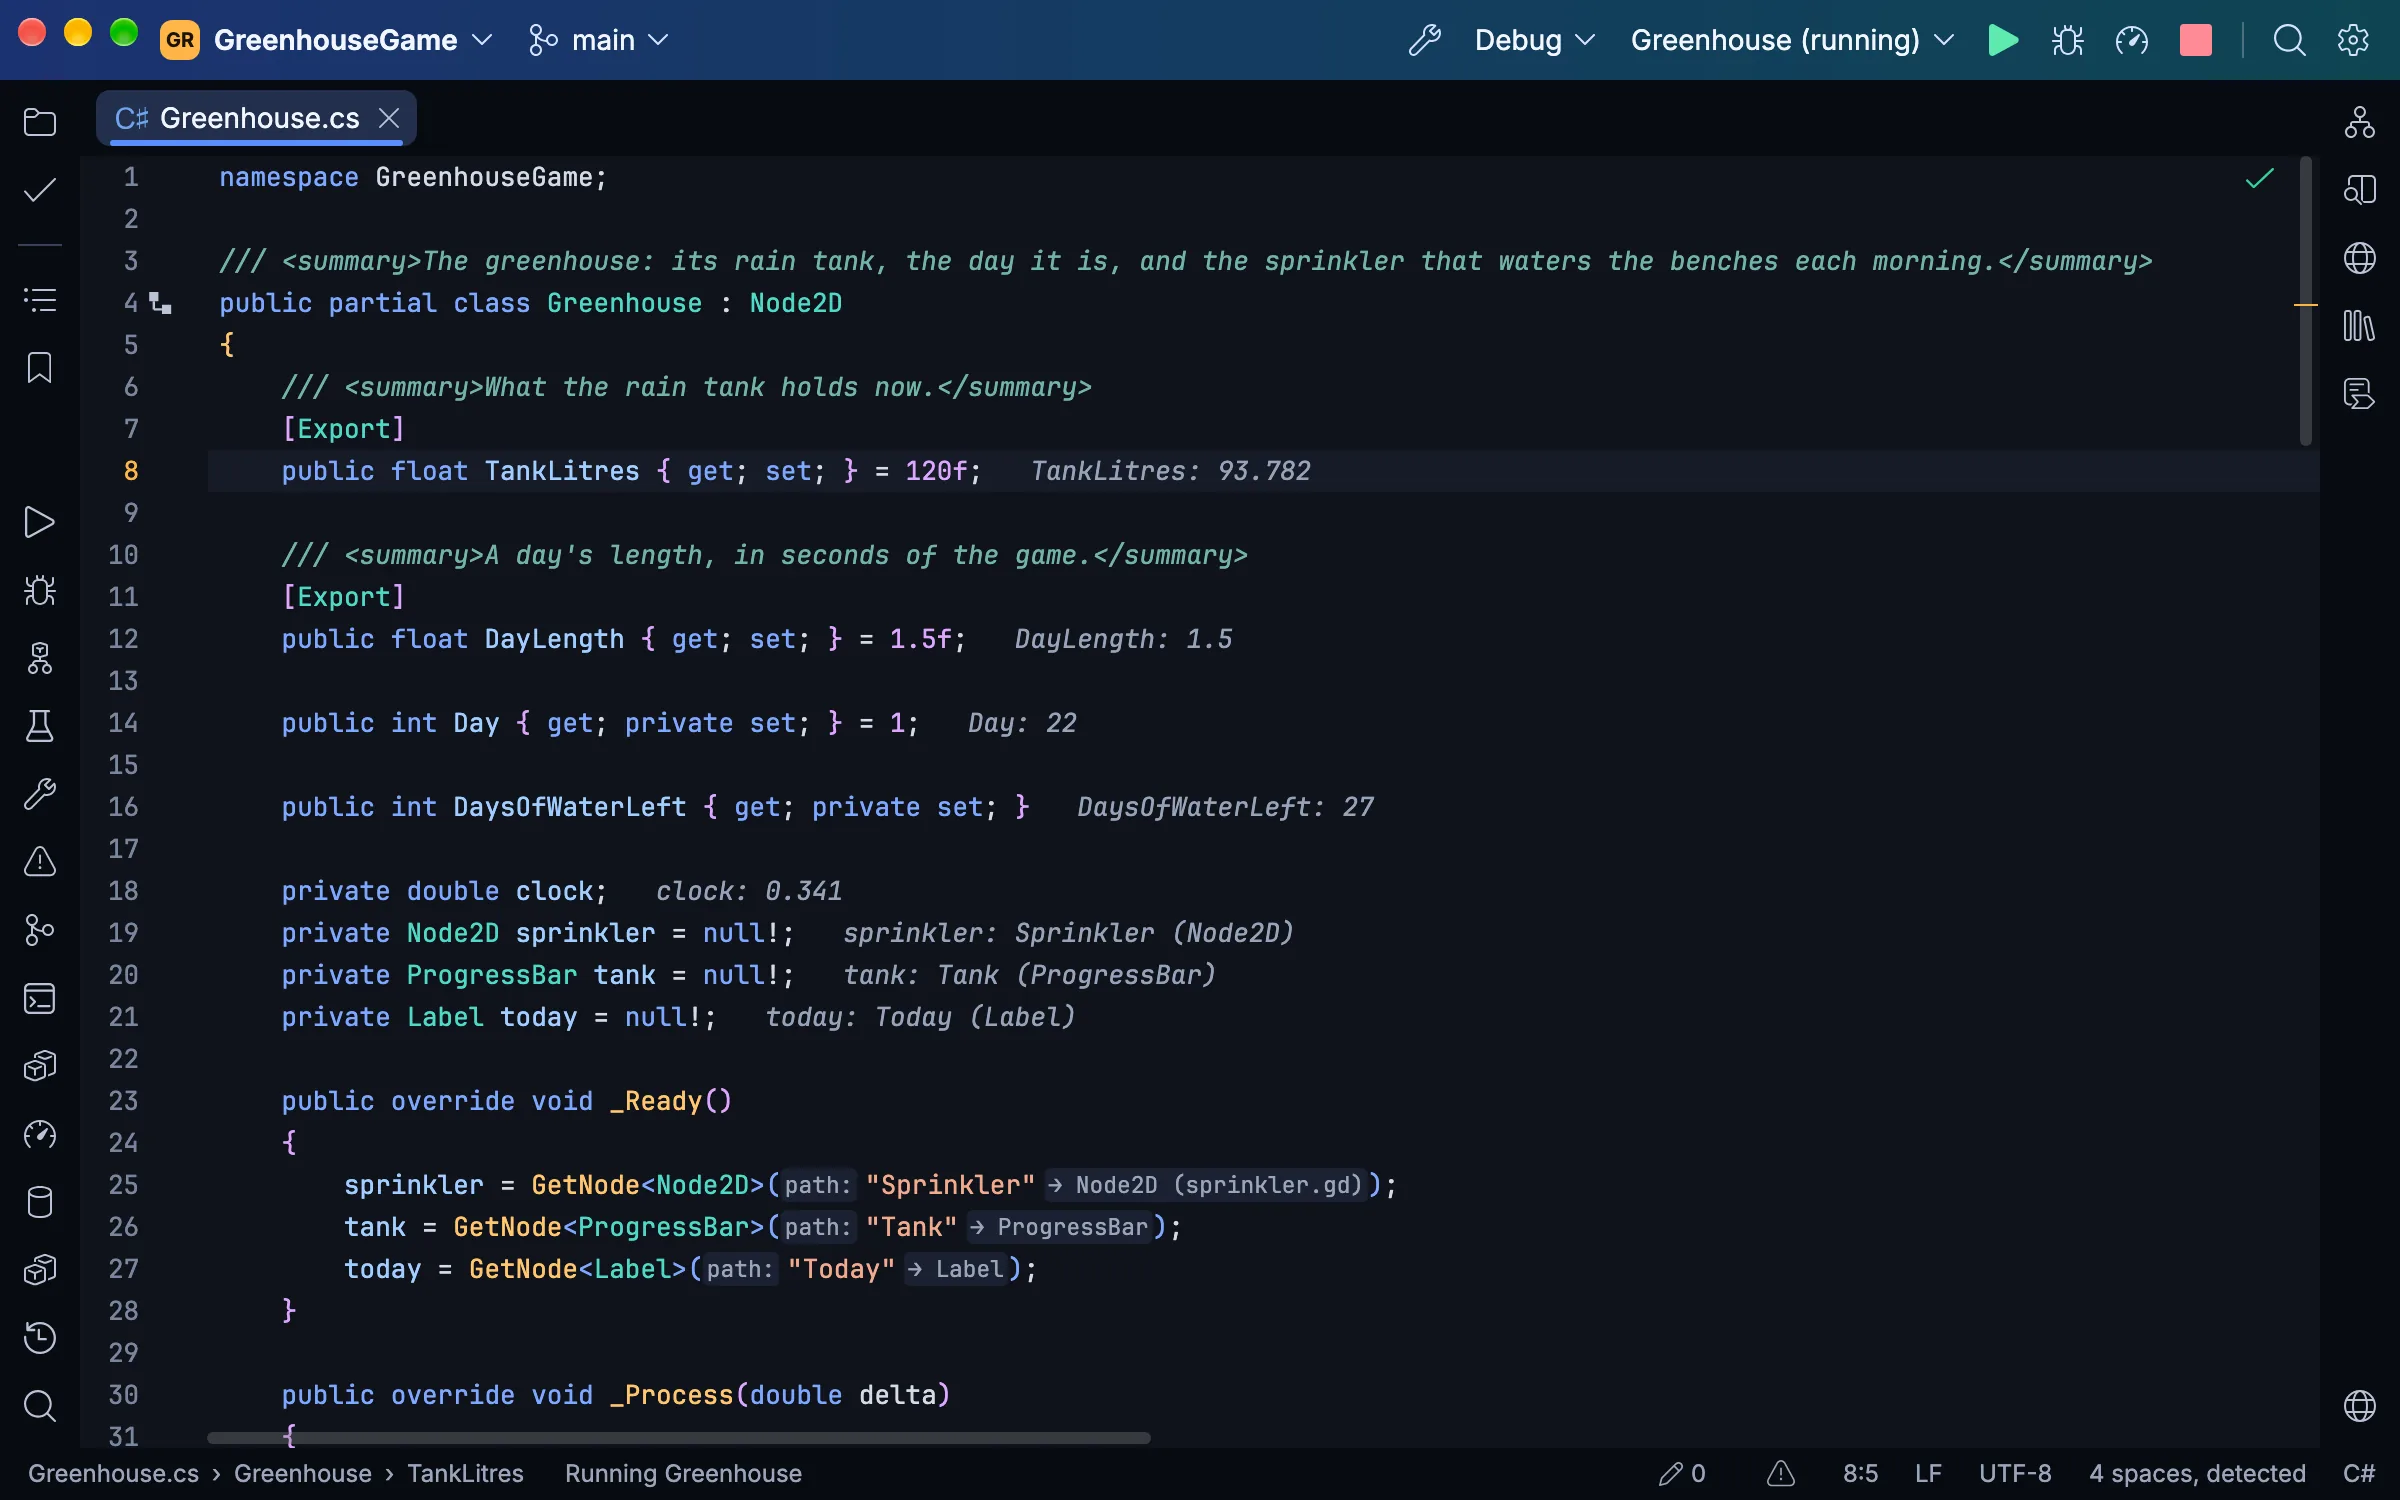 GR GreenhouseGame main Debug Greenhouse (running)
C# Greenhouse.cs
1 namespace GreenhouseGame;
2
3 /// <summary>The greenhouse: its rain tank, the day it is, and the sprinkler that waters the benches each morning.</summary>
4 public partial class Greenhouse : Node2D
5 {
6 /// <summary>What the rain tank holds now.</summary>
7 [Export]
8 public float TankLitres { get; set; } = 120f; TankLitres: 93.782
9
10 /// <summary>A day's length, in seconds of the game.</summary>
11 [Export]
12 public float DayLength { get; set; } = 1.5f; DayLength: 1.5
13
14 public int Day { get; private set; } = 1; Day: 22
15
16 public int DaysOfWaterLeft { get; private set; } DaysOfWaterLeft: 27
17
18 private double clock; clock: 0.341
19 private Node2D sprinkler = null!; sprinkler: Sprinkler (Node2D)
20 private ProgressBar tank = null!; tank: Tank (ProgressBar)
21 private Label today = null!; today: Today (Label)
22
23 public override void _Ready()
24 {
25 sprinkler = GetNode<Node2D>(path: "Sprinkler" → Node2D (sprinkler.gd));
26 tank = GetNode<ProgressBar>(path: "Tank" → ProgressBar);
27 today = GetNode<Label>(path: "Today" → Label);
28 }
29
30 public override void _Process(double delta)
31 {
Greenhouse.cs › Greenhouse › TankLitres Running Greenhouse 0 8:5 LF UTF-8 4 spaces, detected C#